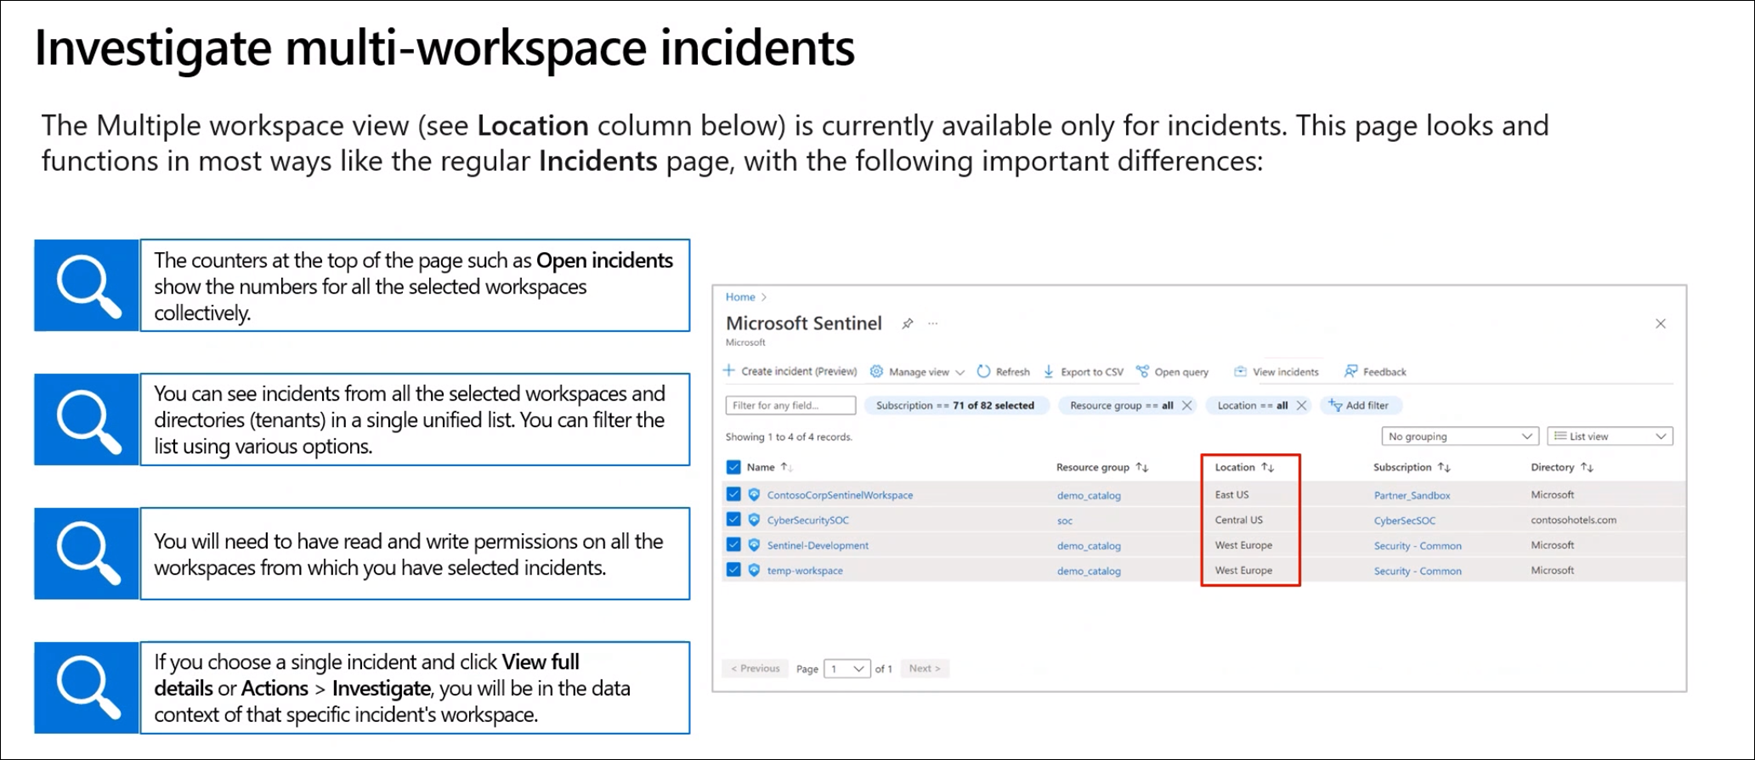 Investigate multi-workspace incidents
The Multiple workspace view (see Location column below) is currently available only for incidents. This page looks and
functions in most ways like the regular Incidents page, with the following important differences:
The counters at the top of the page such as Open incidents
show the numbers for all the selected workspaces
collectively.
You can see incidents from all the selected workspaces and
directories (tenants) in a single unified list. You can filter the
list using various options.
You will need to have read and write permissions on all the
workspaces from which you have selected incidents.
If you choose a single incident and click View full
details or Actions > Investigate, you will be in the data
context of that specific incident's workspace.
Home >
Microsoft Sentinel ...
Microsoft
+ Create incident (Preview) Manage view Refresh Export to CSV Open query View incidents Feedback
Filter for any field... Subscription == 71 of 82 selected Resource group == all Location == all Add filter
Showing 1 to 4 of 4 records. No grouping List view
Name ↑↓ Resource group ↑↓ Location ↑↓ Subscription ↑↓ Directory ↑↓
ContosoCorpSentinelWorkspace demo_catalog East US Partner_Sandbox Microsoft
CyberSecuritySOC soc Central US CyberSecSOC contosohotels.com
Sentinel-Development demo_catalog West Europe Security - Common Microsoft
temp-workspace demo_catalog West Europe Security - Common Microsoft
< Previous Page 1 of 1 Next >